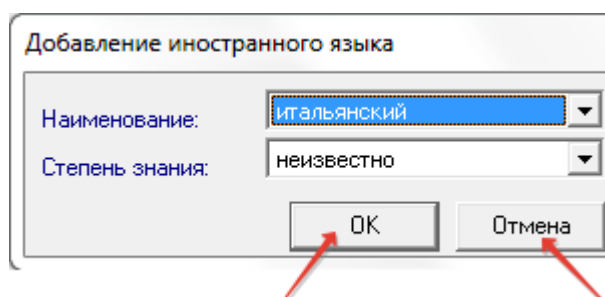 Добавление иностранного языка
Наименование: итальянский
Степень знания: неизвестно
OK Отмена